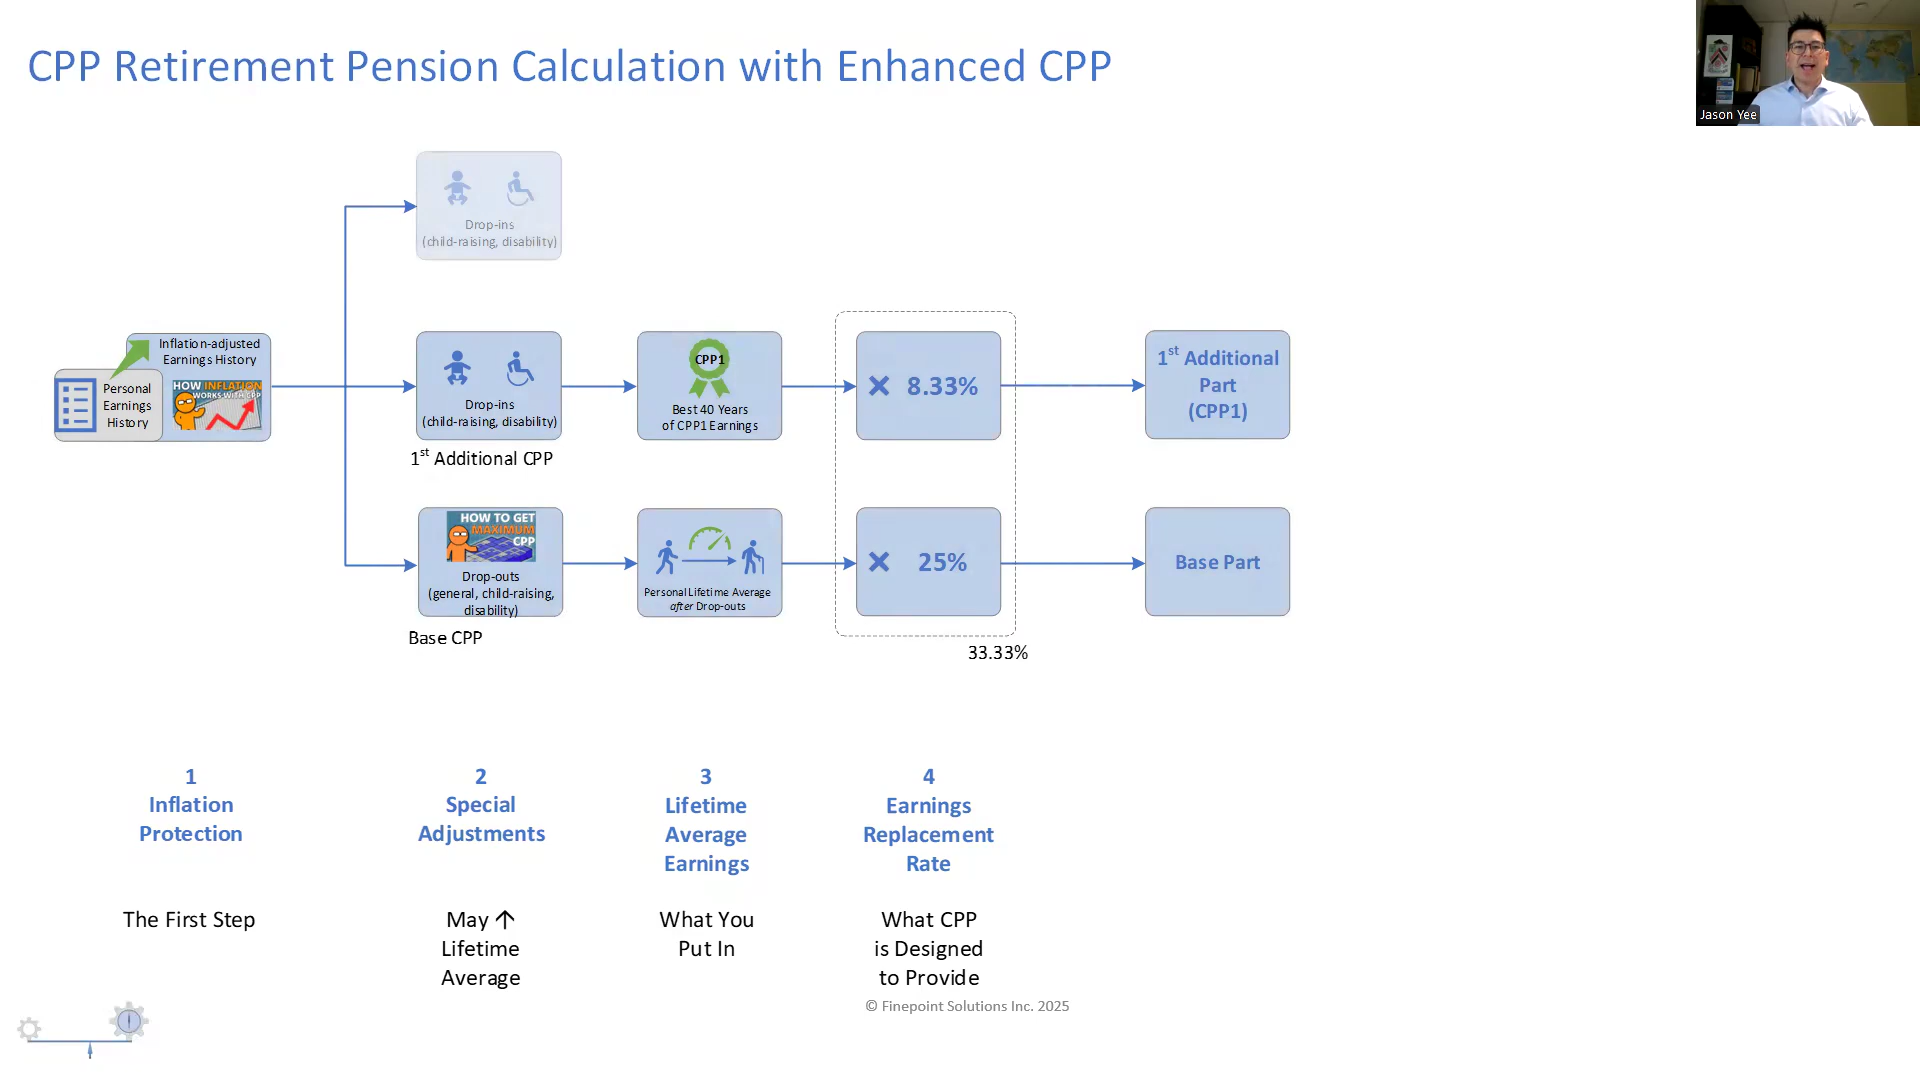 CPP Retirement Pension Calculation with Enhanced CPP
Jason Yee
Drop-ins
(child-raising, disability)
Inflation-adjusted
Earnings History
Personal
Earnings
History
HOW INFLATION
WORKS WITH CPP
Drop-ins
(child-raising, disability)
1st Additional CPP
CPP1
Best 40 Years
of CPP1 Earnings
✕ 8.33%
1st Additional
Part
(CPP1)
HOW TO GET
MAXIMUM
CPP
Drop-outs
(general, child-raising,
disability)
Base CPP
Personal Lifetime Average
after Drop-outs
✕ 25%
Base Part
33.33%
1
Inflation
Protection
The First Step
2
Special
Adjustments
May ↑
Lifetime
Average
3
Lifetime
Average
Earnings
What You
Put In
4
Earnings
Replacement
Rate
What CPP
is Designed
to Provide
© Finepoint Solutions Inc. 2025